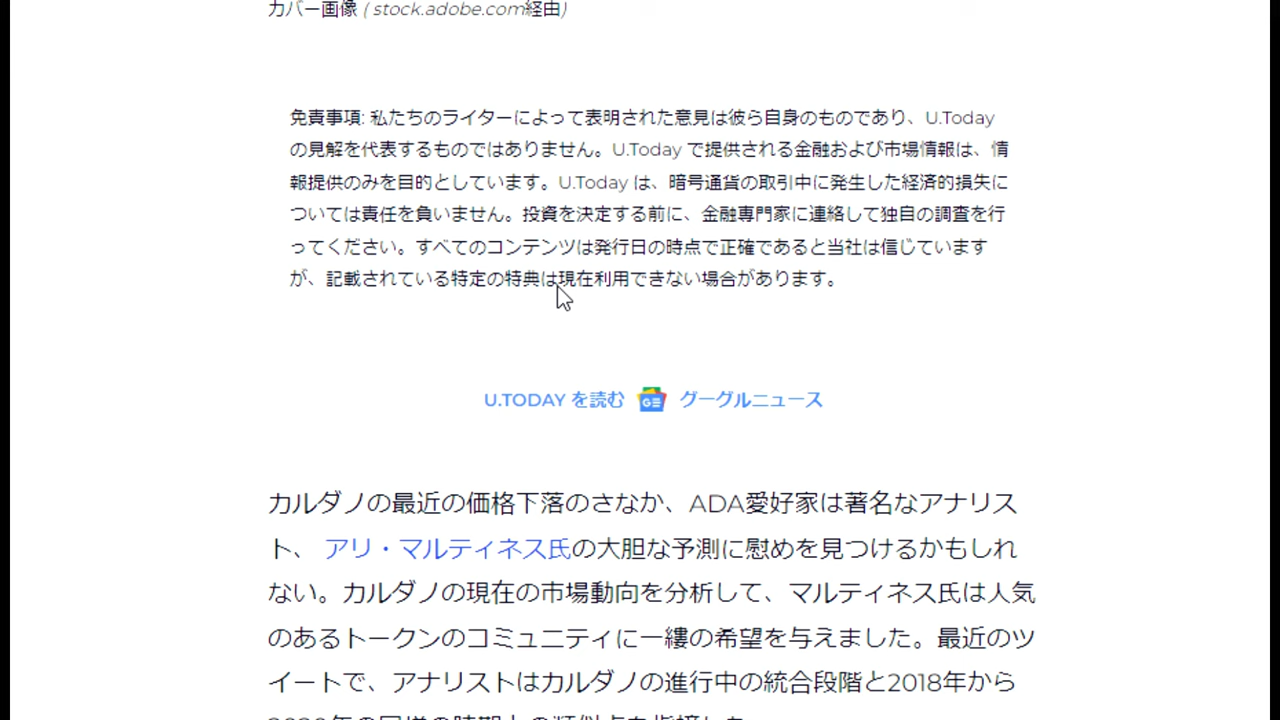 カバー画像 ( stock.adobe.com経由)
免責事項: 私たちのライターによって表明された意見は彼ら自身のものであり、U.Today
の見解を代表するものではありません。U.Today で提供される金融および市場情報は、情
報提供のみを目的としています。U.Today は、暗号通貨の取引中に発生した経済的損失に
ついては責任を負いません。投資を決定する前に、金融専門家に連絡して独自の調査を行
ってください。すべてのコンテンツは発行日の時点で正確であると当社は信じています
が、記載されている特定の特典は現在利用できない場合があります。
U.TODAY を読む GE グーグルニュース
カルダノの最近の価格下落のさなか、ADA愛好家は著名なアナリス
ト、 アリ・マルティネス氏の大胆な予測に慰めを見つけるかもしれ
ない。カルダノの現在の市場動向を分析して、マルティネス氏は人気
のあるトークンのコミュニティに一縷の希望を与えました。最近のツ
イートで、アナリストはカルダノの進行中の統合段階と2018年から